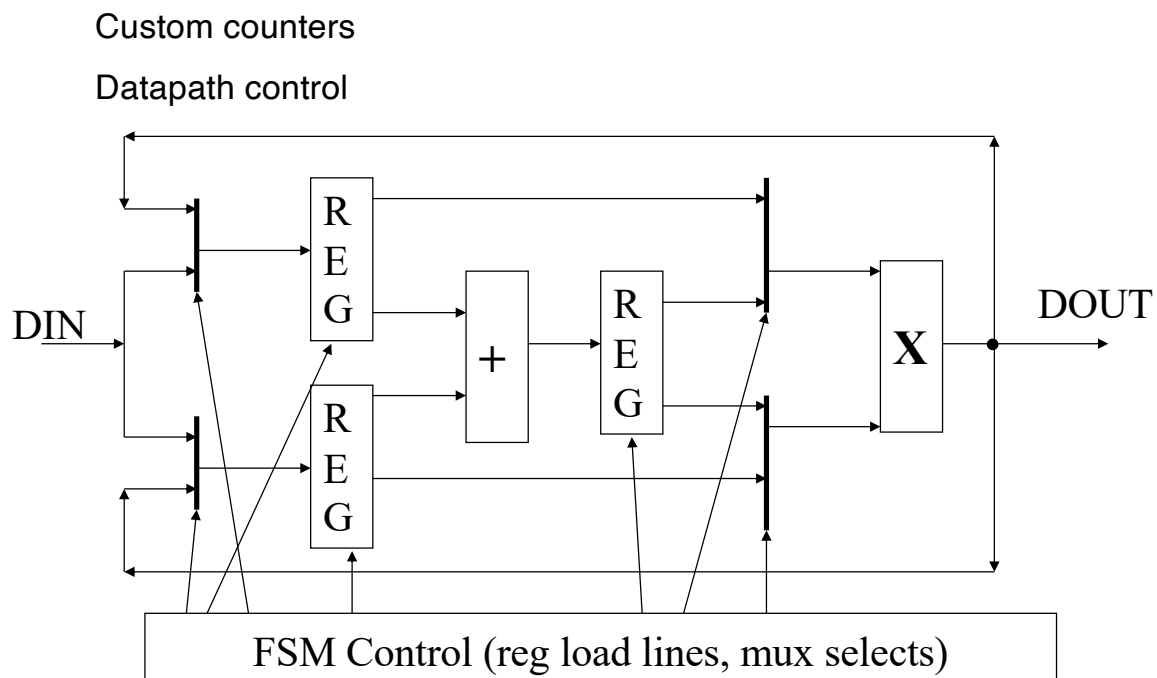 Custom counters
Datapath control
R
E
G
DIN
+
R
E
G
X
DOUT
R
E
G
FSM Control (reg load lines, mux selects)